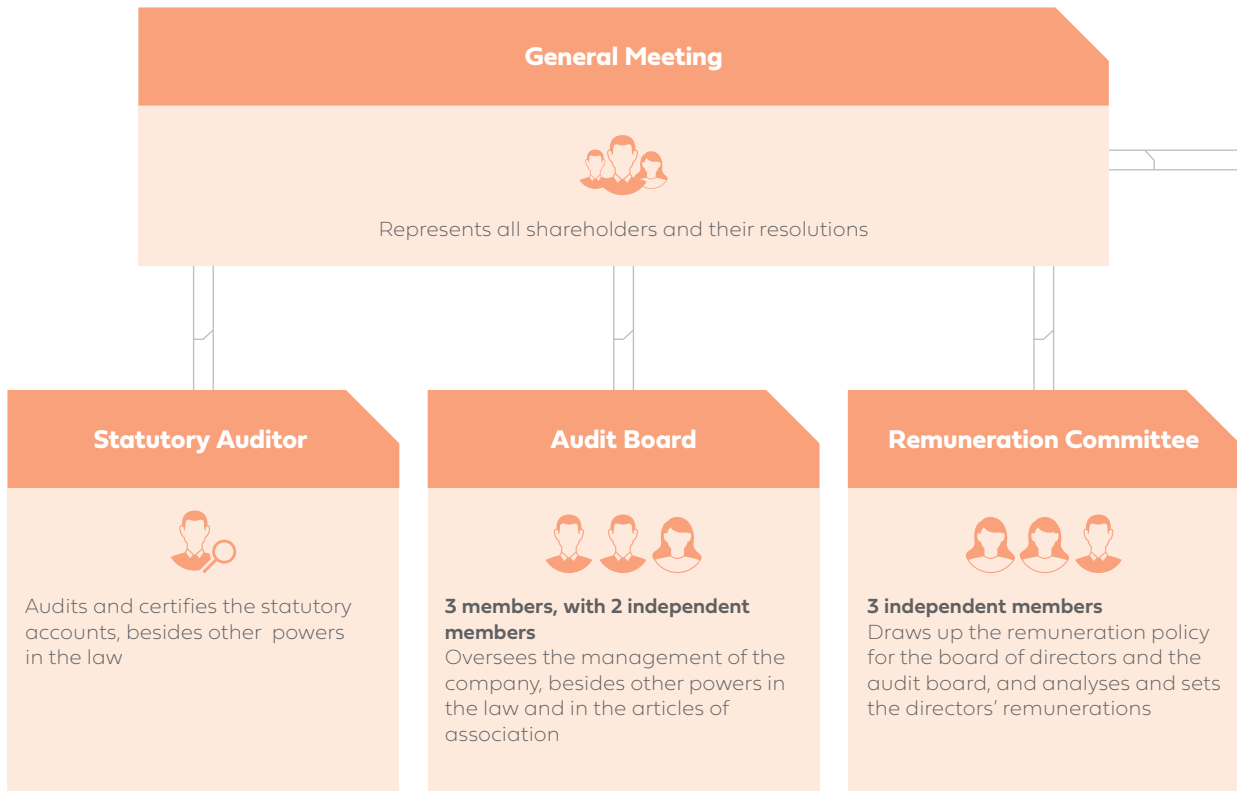 General Meeting
Represents all shareholders and their resolutions
Statutory Auditor
Audits and certifies the statutory
accounts, besides other powers
in the law
Audit Board
3 members, with 2 independent
members
Oversees the management of the
company, besides other powers in
the law and in the articles of
association
Remuneration Committee
3 independent members
Draws up the remuneration policy
for the board of directors and the
audit board, and analyses and sets
the directors’ remunerations